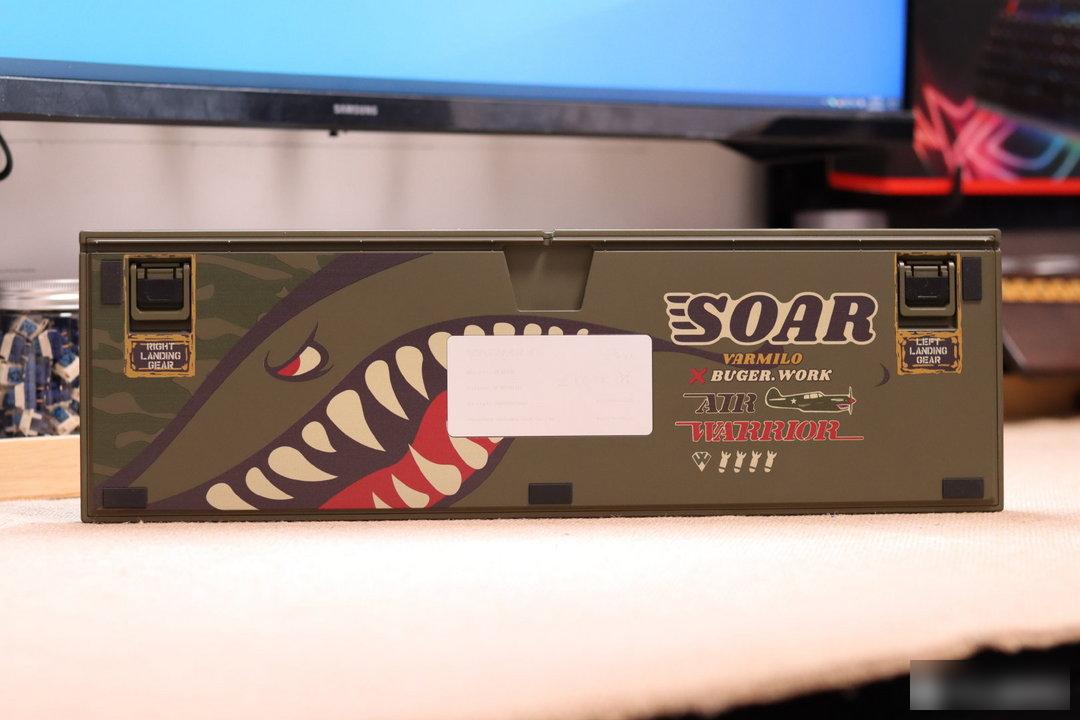 SAMSUNG
SOAR
VARMILO
X BUGER.WORK
AIR
WARRIOR
RIGHT
LANDING
GEAR
LEFT
LANDING
GEAR